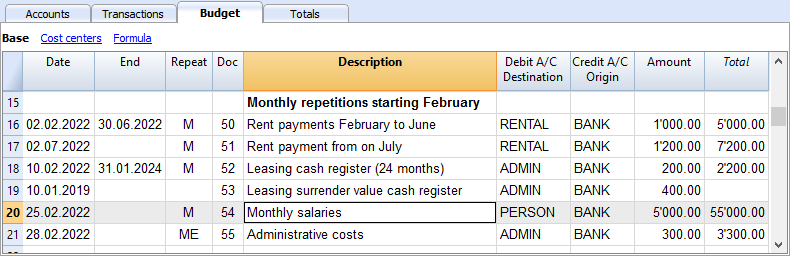 Accounts Transactions Budget Totals
Base Cost centers Formula
Date End Repeat Doc Description Debit A/C Destination Credit A/C Origin Amount Total
15 Monthly repetitions starting February
16 02.02.2022 30.06.2022 M 50 Rent payments February to June RENTAL BANK 1'000.00 5'000.00
17 02.07.2022 M 51 Rent payment from on July RENTAL BANK 1'200.00 7'200.00
18 10.02.2022 31.01.2024 M 52 Leasing cash register (24 months) ADMIN BANK 200.00 2'200.00
19 10.01.2019 53 Leasing surrender value cash register ADMIN BANK 400.00
20 25.02.2022 M 54 Monthly salaries PERSON BANK 5'000.00 55'000.00
21 28.02.2022 ME 55 Administrative costs ADMIN BANK 300.00 3'300.00